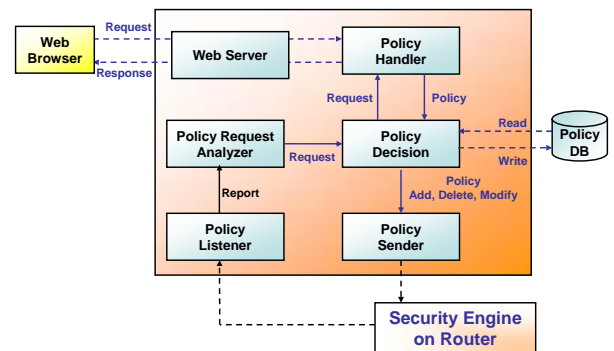 Request
Web
Browser
Response
Web Server
Policy
Handler
Request
Policy
Policy Request
Analyzer
Request
Policy
Decision
Read
Write
Policy
DB
Report
Policy
Add, Delete, Modify
Policy
Listener
Policy
Sender
Security Engine
on Router